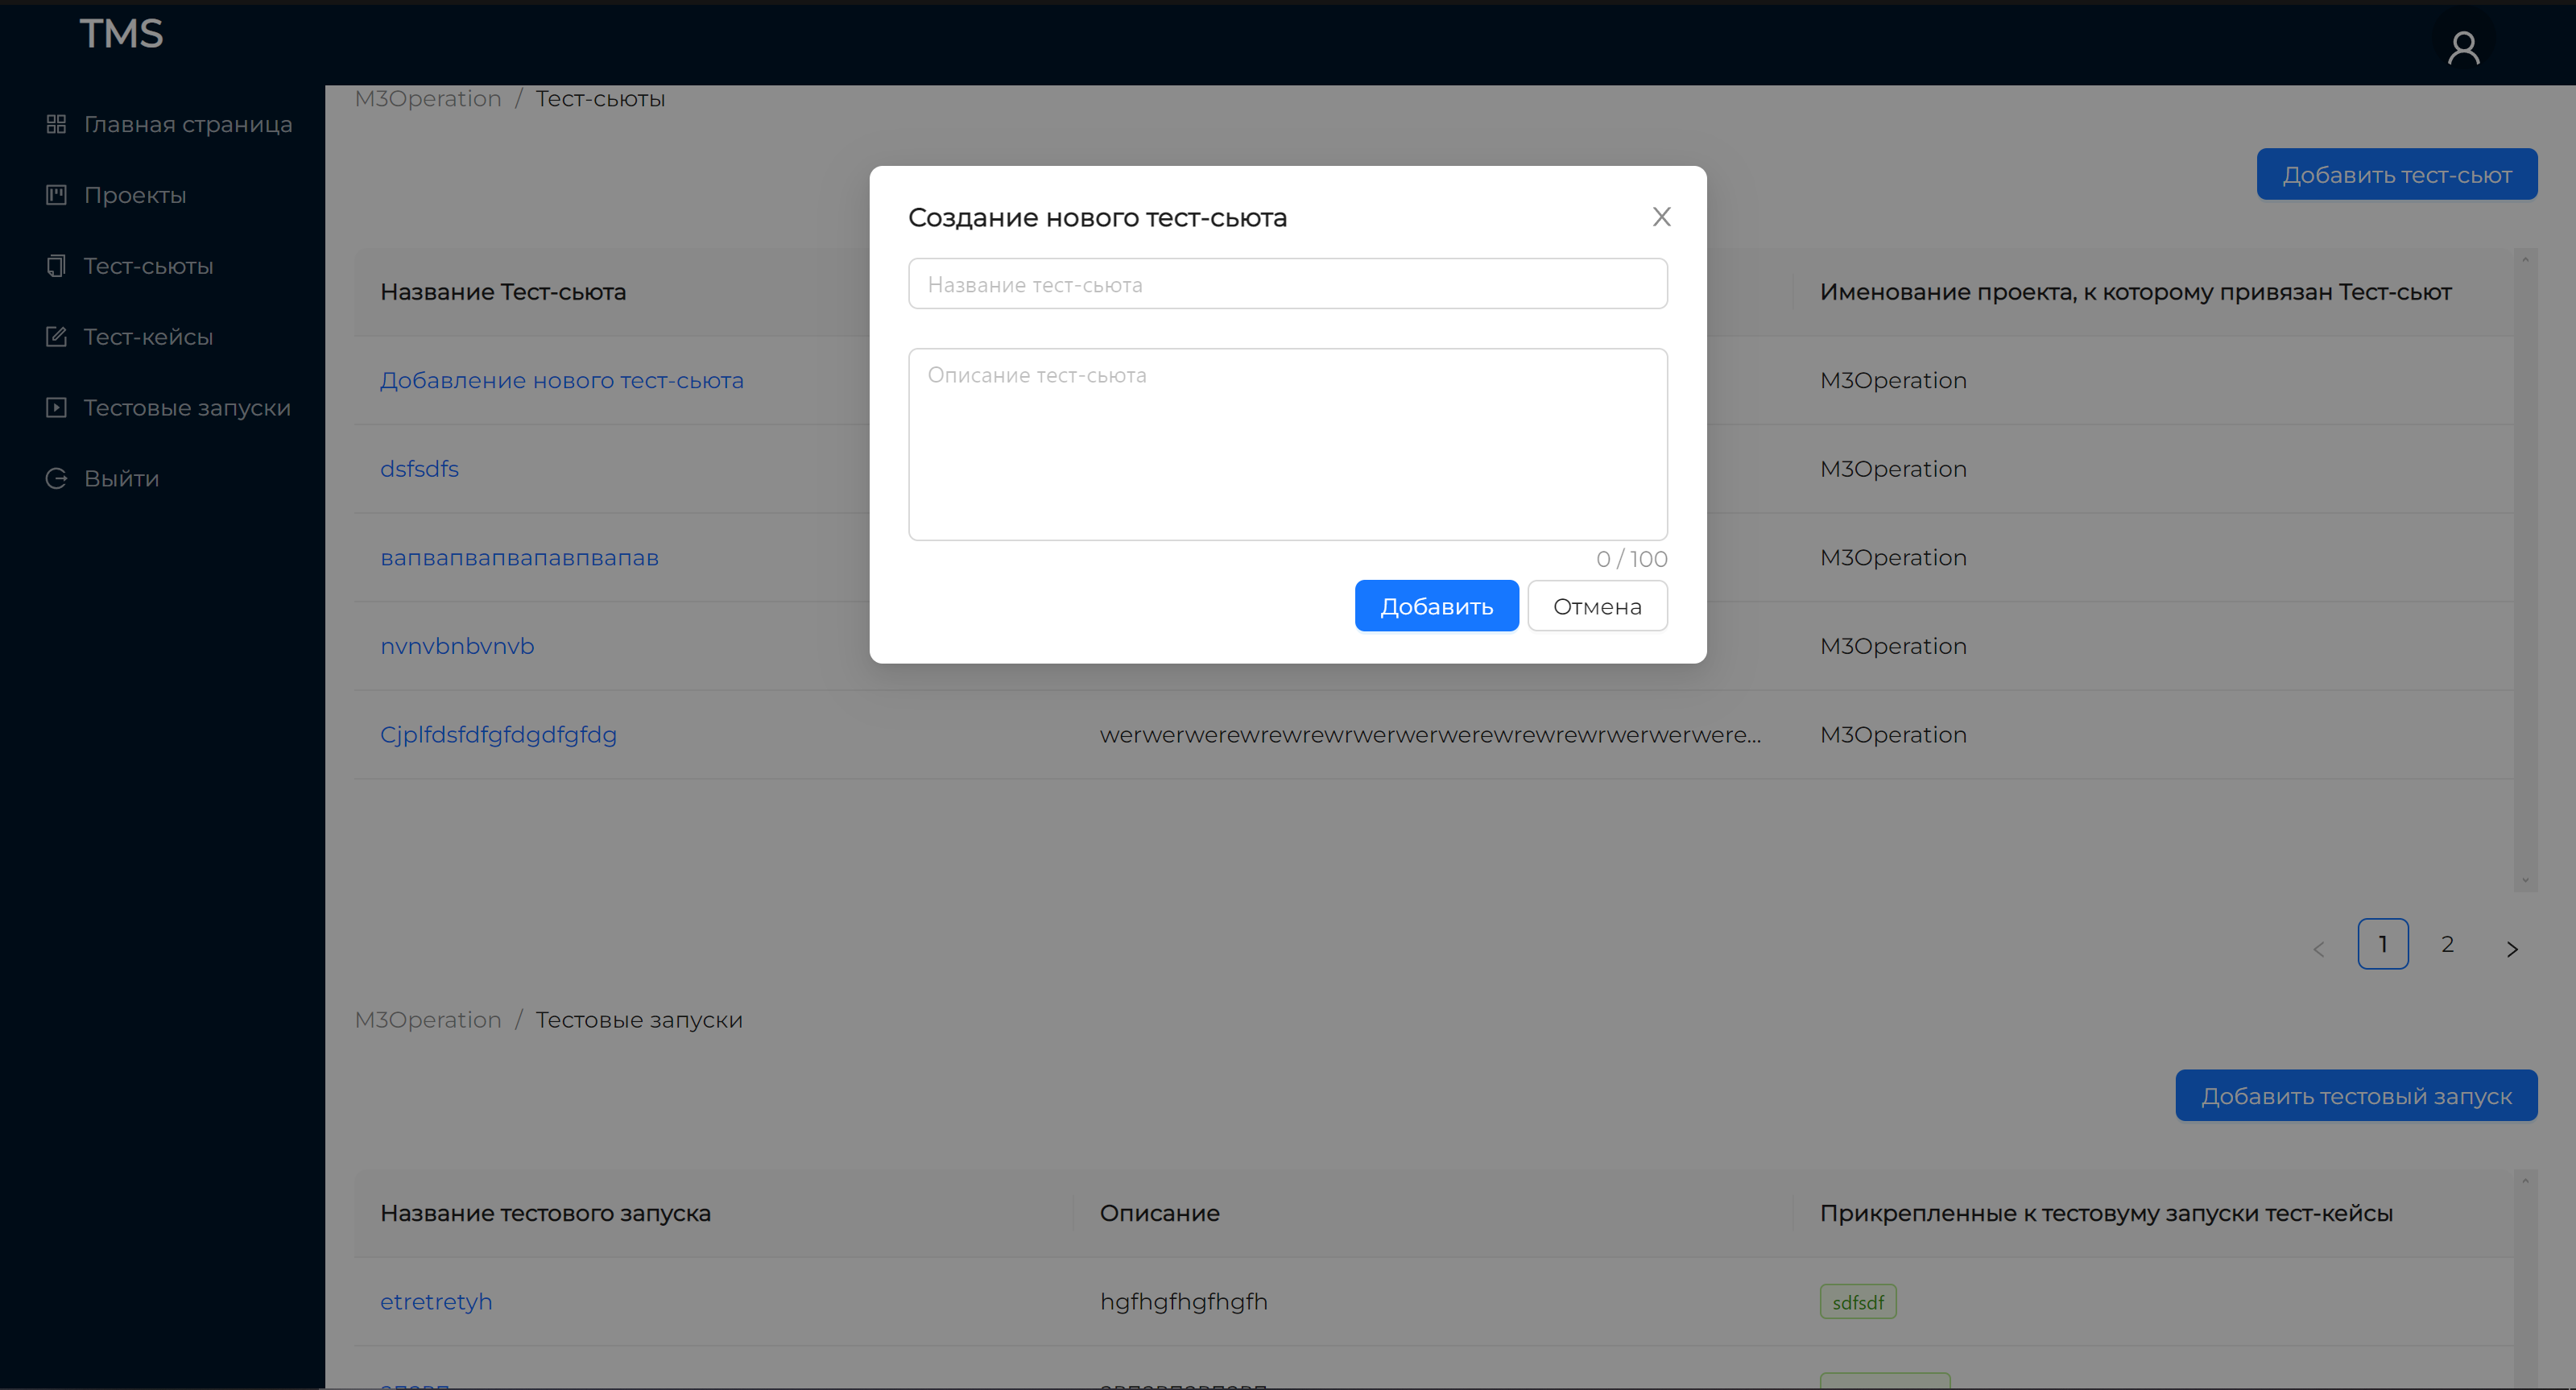 TMS
Главная страница
Проекты
Тест-сьюты
Тест-кейсы
Тестовые запуски
Выйти
M3Operation / Тест-сьюты
Добавить тест-сьют
Создание нового тест-сьюта
Название тест-сьюта
Описание тест-сьюта
0 / 100
Добавить
Отмена
Название Тест-сьюта
Именование проекта, к которому привязан Тест-сьют
Добавление нового тест-сьюта
M3Operation
dsfsdfs
M3Operation
вапвапвапвапавпвапав
M3Operation
nvnvbnbvnvb
M3Operation
Cjplfdsfdfgfdgdfgfdg
werwerwerewrewrewrwerwerwerewrewrewrwerwerwere...
M3Operation
1
2
M3Operation / Тестовые запуски
Добавить тестовый запуск
Название тестового запуска
Описание
Прикрепленные к тестовуму запуски тест-кейсы
etretretyh
hgfhgfhgfhgfh
sdfsdf